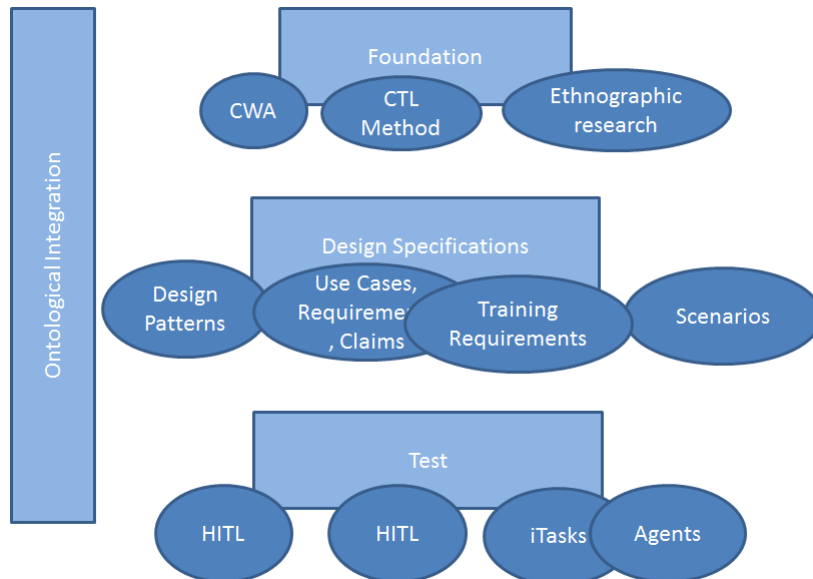 Foundation
CWA
CTL
Method
Ethnographic
research
Ontological Integration
Design Specifications
Design
Patterns
Use Cases,
Requiremen
, Claims
Training
Requirements
Scenarios
Test
HITL
HITL
iTasks
Agents